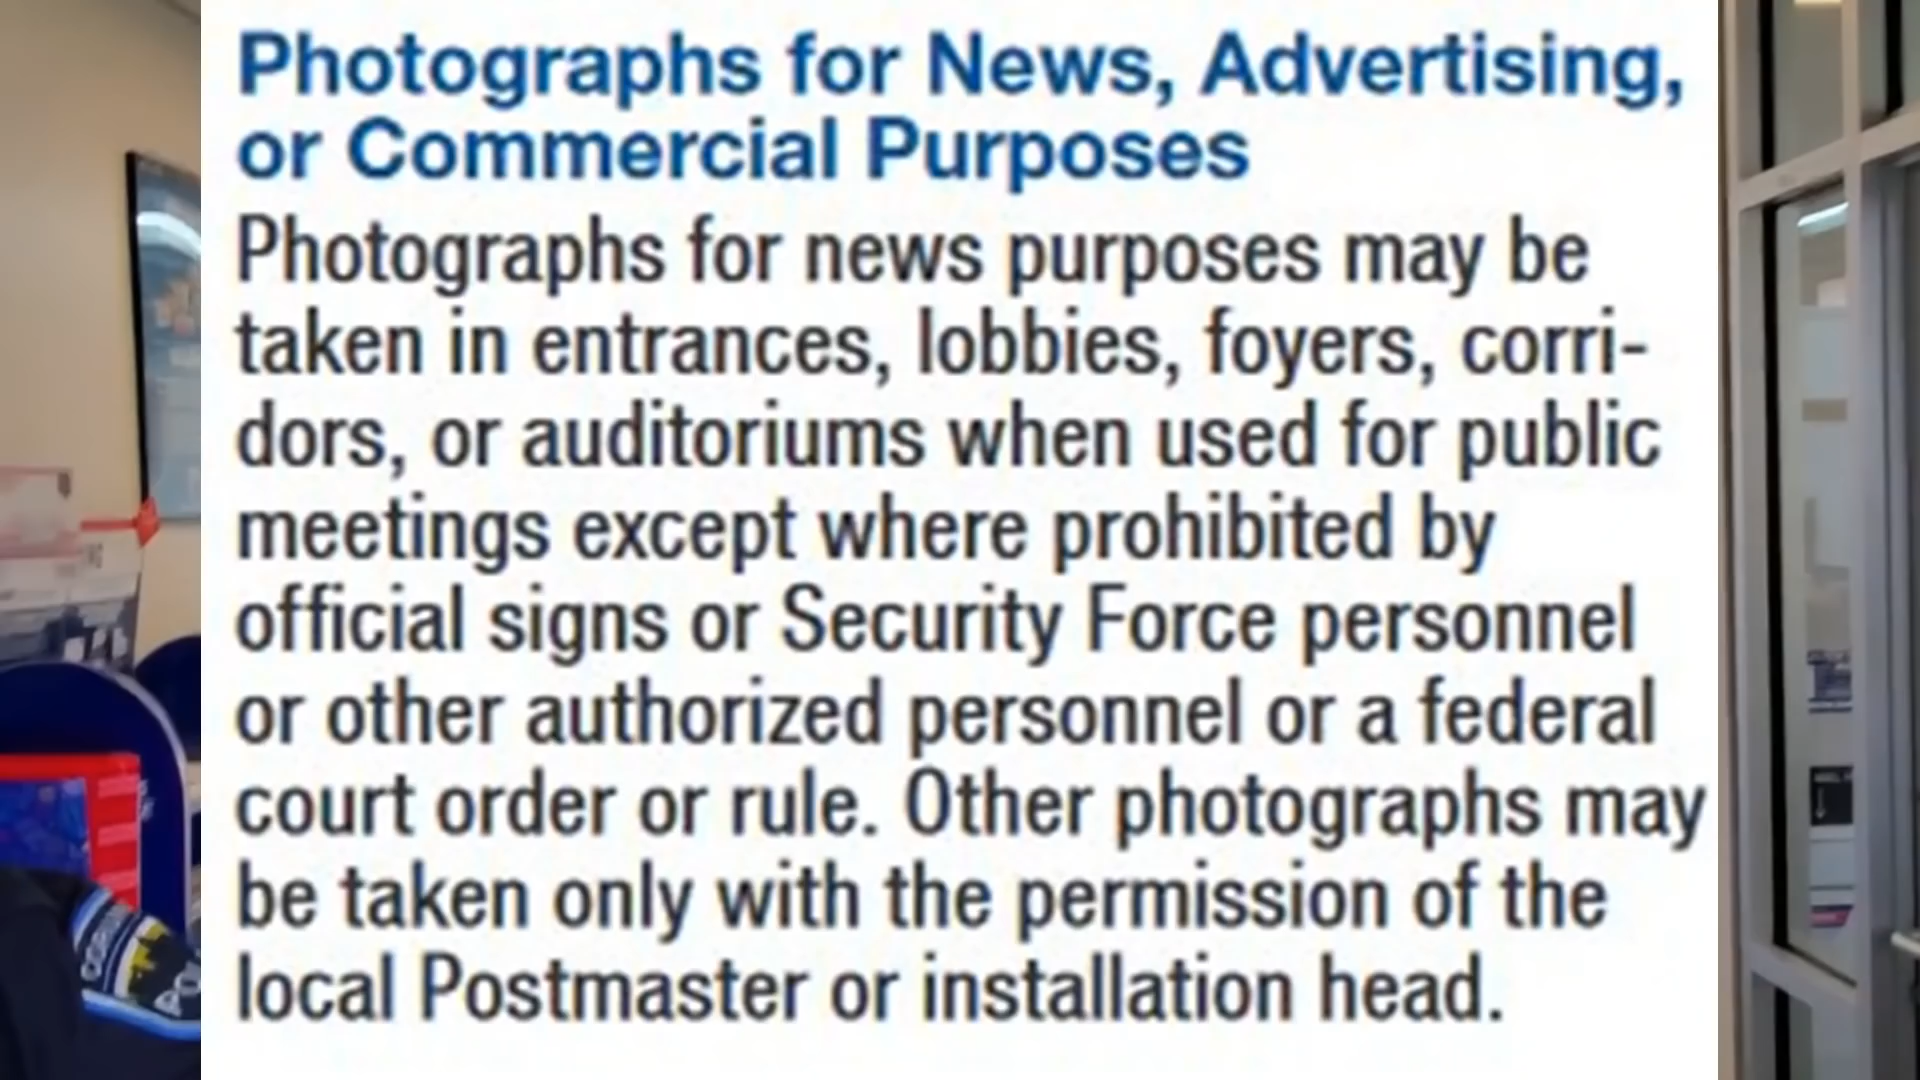 Photographs for News, Advertising,
or Commercial Purposes
Photographs for news purposes may be
taken in entrances, lobbies, foyers, corri-
dors, or auditoriums when used for public
meetings except where prohibited by
official signs or Security Force personnel
or other authorized personnel or a federal
court order or rule. Other photographs may
be taken only with the permission of the
local Postmaster or installation head.